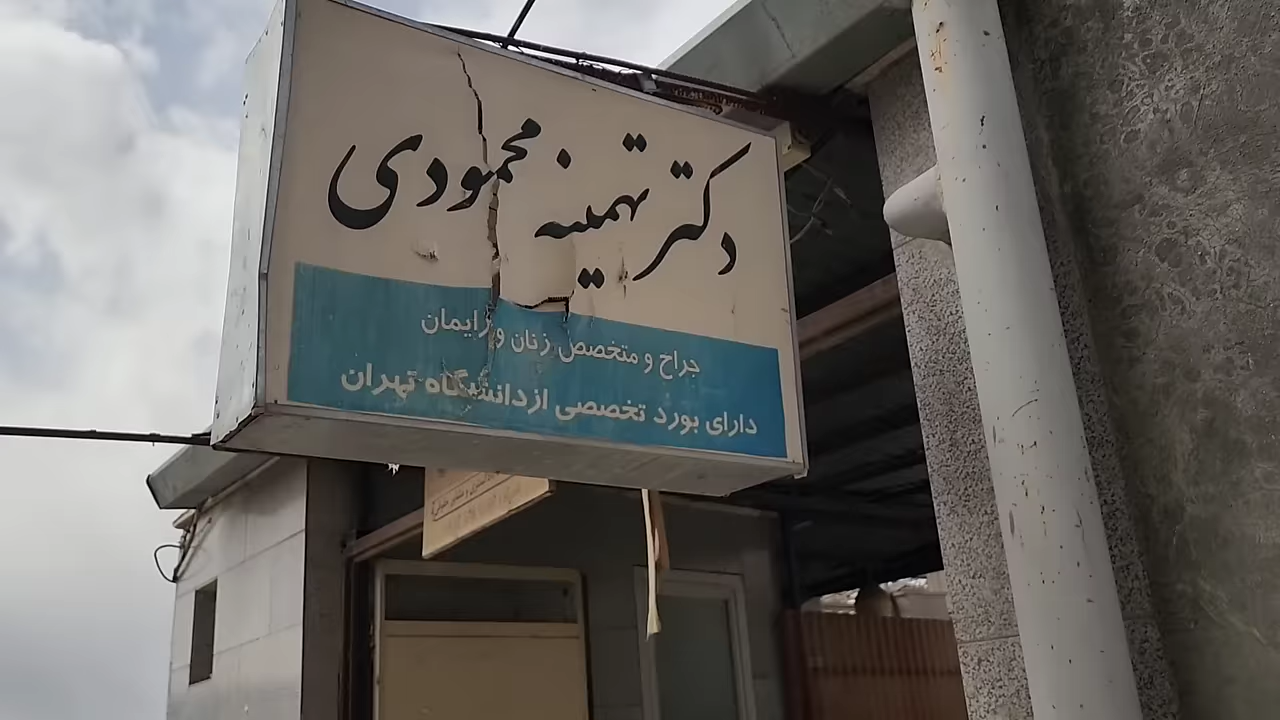 دکتر تهمینه محمودی
جراح و متخصص زنان و زایمان
دارای بورد تخصصی از دانشگاه تهران